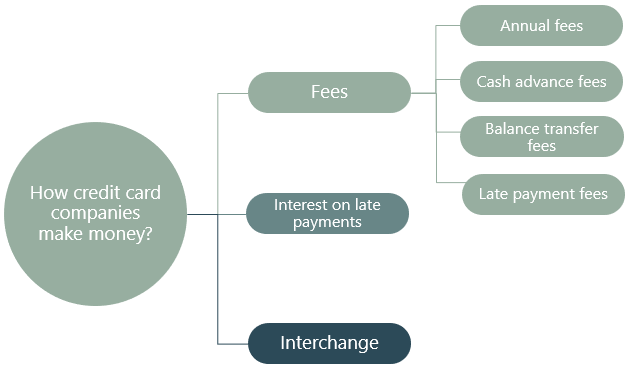 How credit card
companies
make money?
Fees
Annual fees
Cash advance fees
Balance transfer
fees
Late payment fees
Interest on late
payments
Interchange